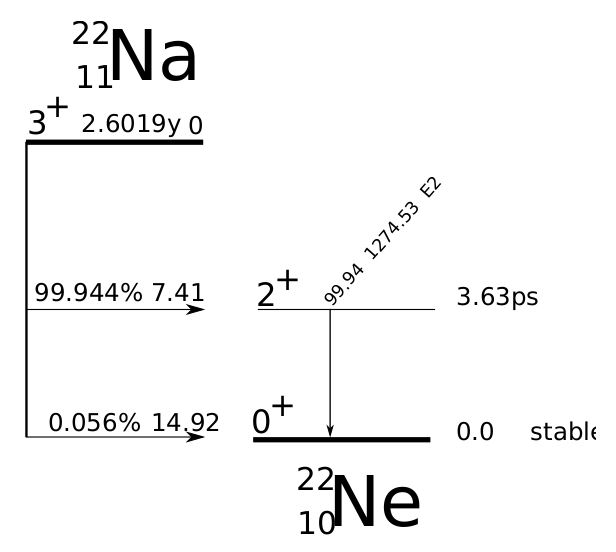 22
11Na
3+ 2.6019y 0
99.94 1274.53 E2
99.944% 7.41
2+
3.63ps
0.056% 14.92
0+
0.0 stable
22
10Ne